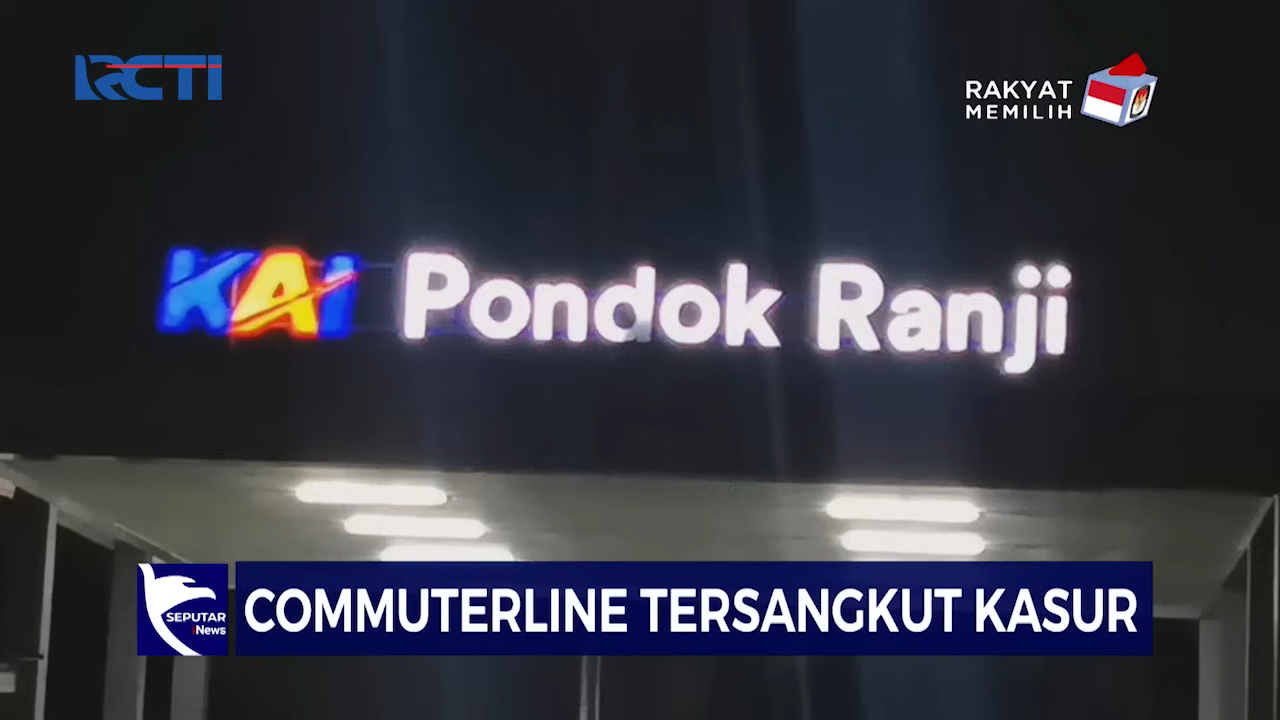 RCTI
RAKYAT
MEMILIH
KAI Pondok Ranji
SEPUTAR
iNews
COMMUTERLINE TERSANGKUT KASUR